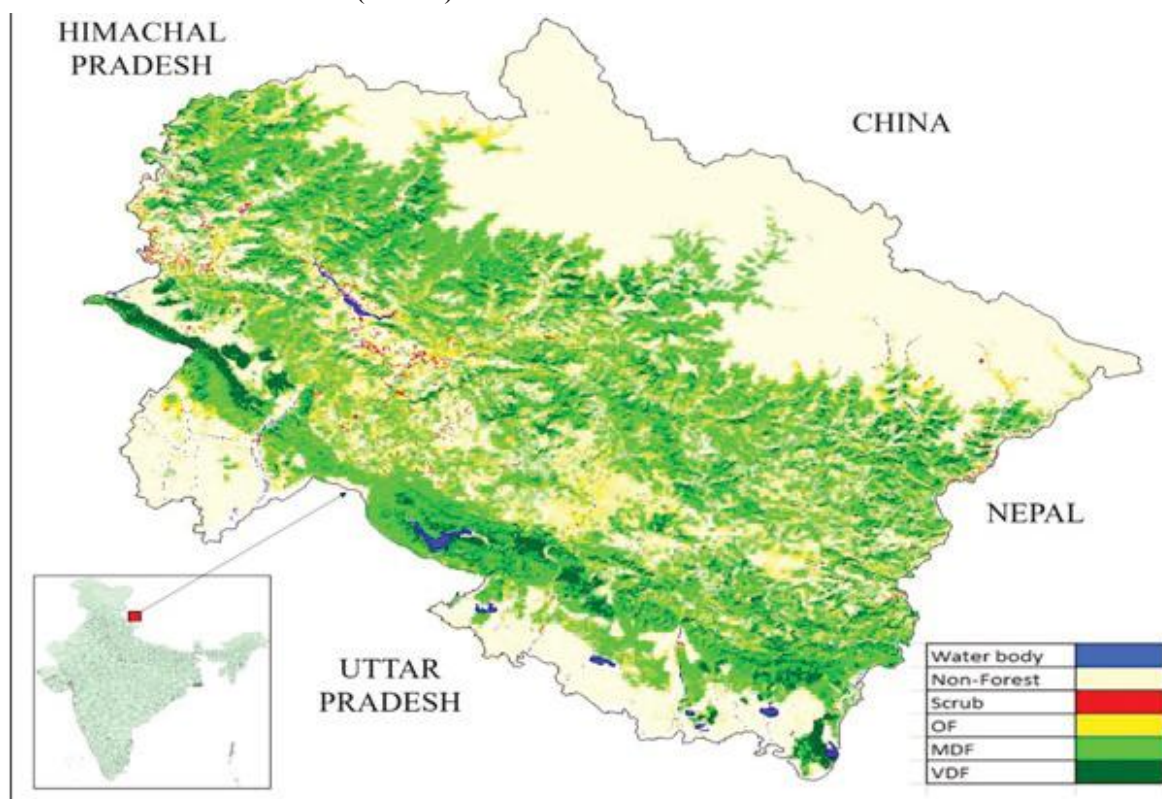 HIMACHAL
PRADESH
CHINA
NEPAL
UTTAR
PRADESH
Water body
Non-Forest
Scrub
OF
MDF
VDF